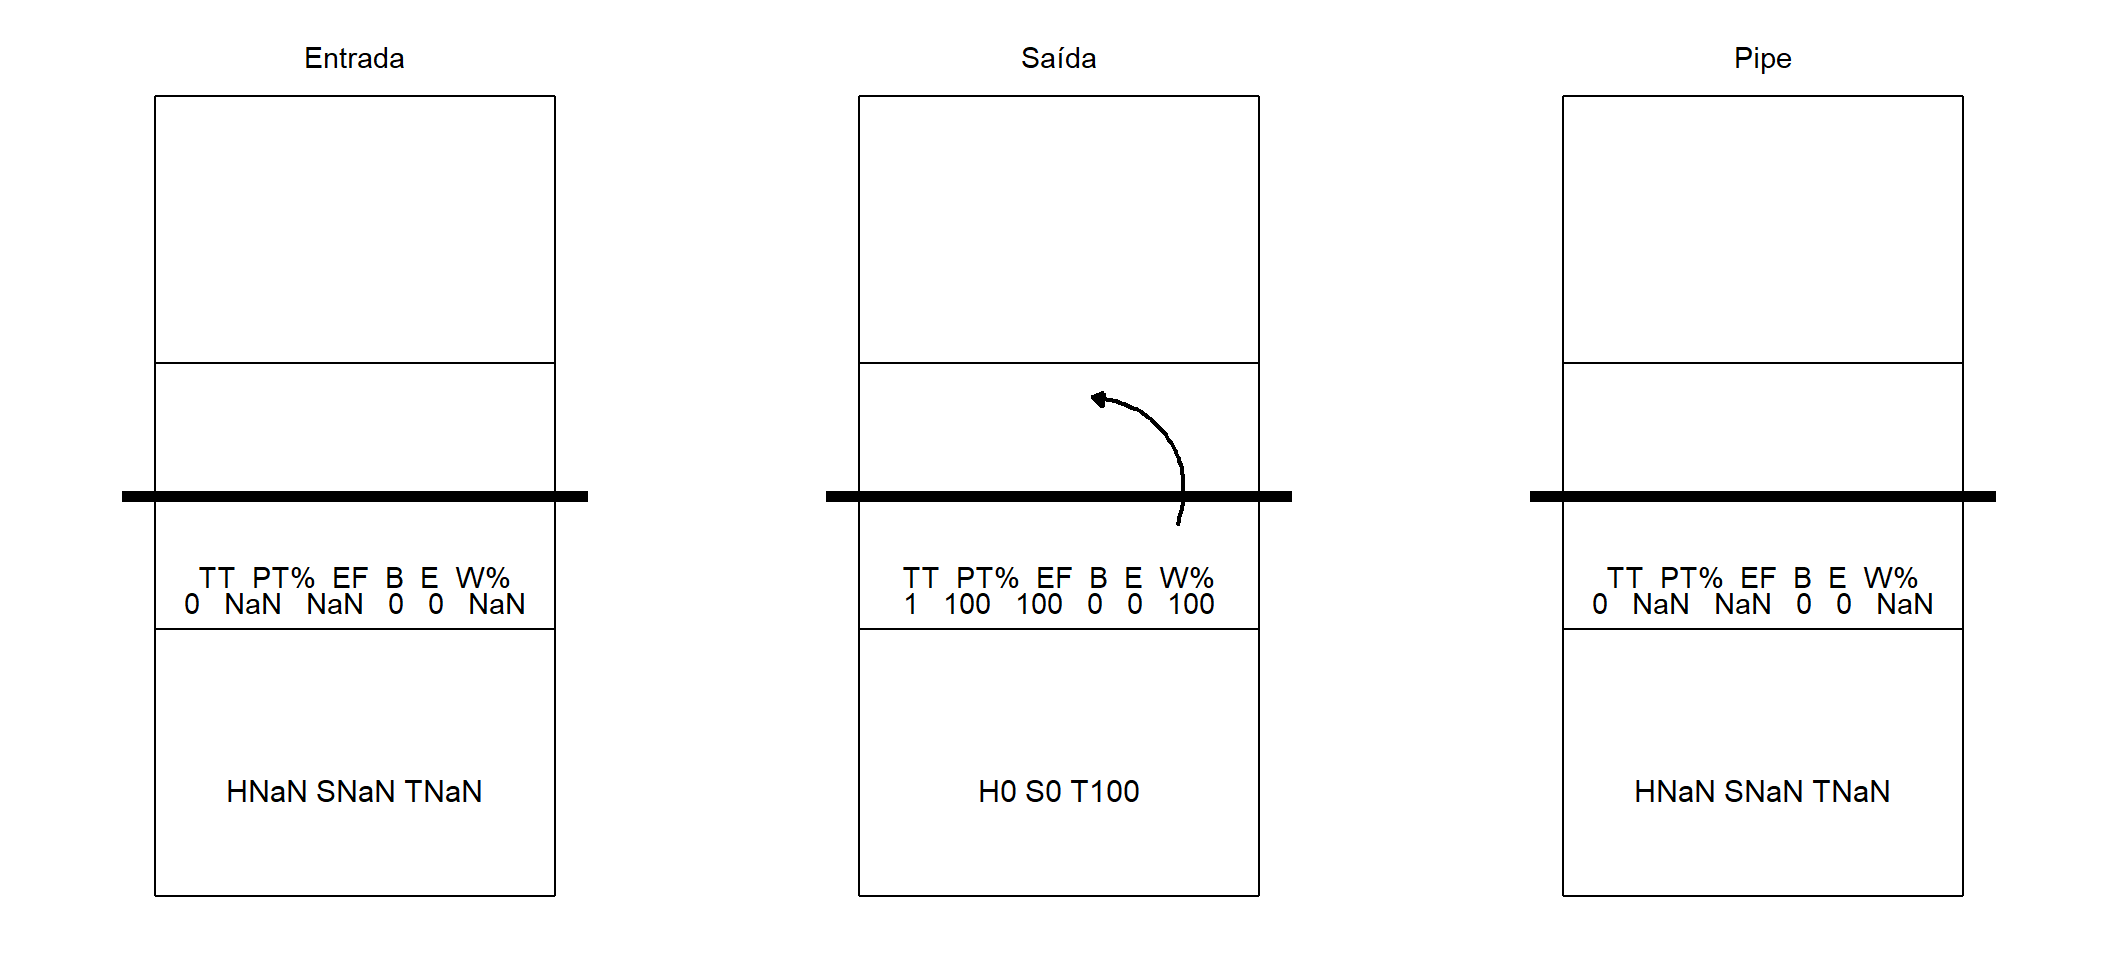 Entrada
Saída
Pipe
TT PT% EF B E W%
0 NaN NaN 0 0 NaN
TT PT% EF B E W%
1 100 100 0 0 100
TT PT% EF B E W%
0 NaN NaN 0 0 NaN
HNaN SNaN TNaN
H0 S0 T100
HNaN SNaN TNaN